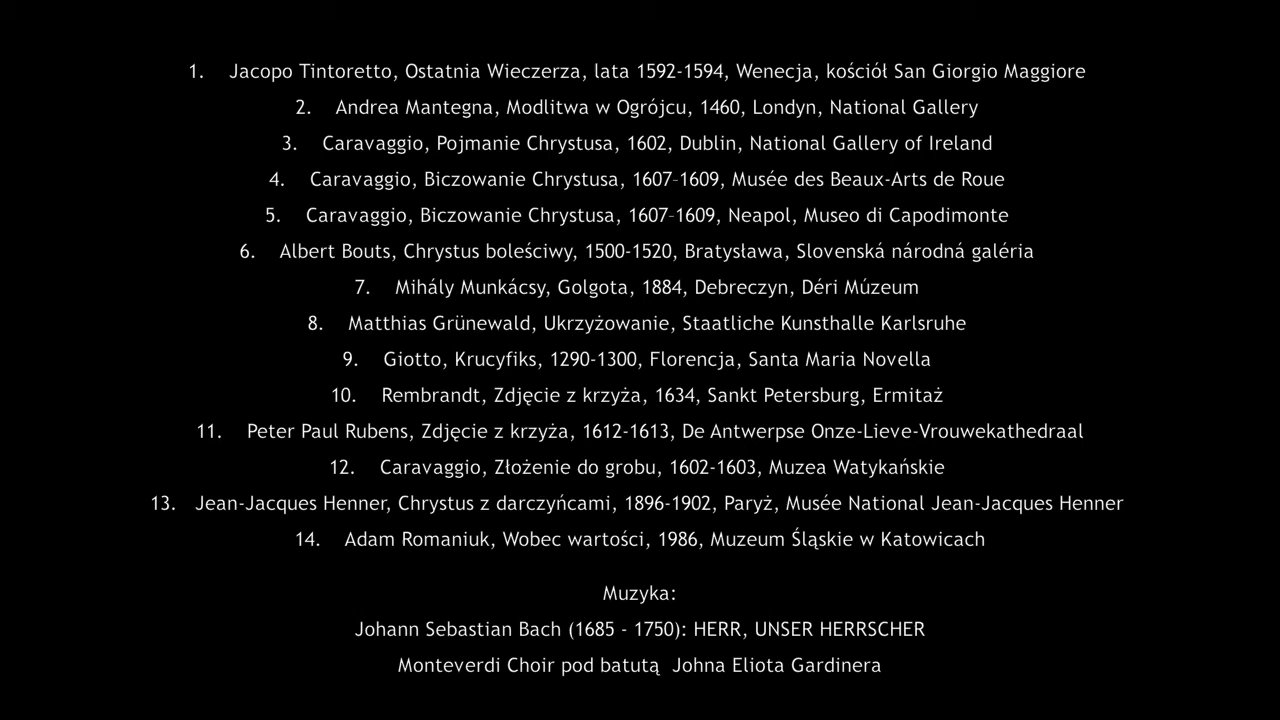 1. Jacopo Tintoretto, Ostatnia Wieczerza, lata 1592-1594, Wenecja, kościół San Giorgio Maggiore
2. Andrea Mantegna, Modlitwa w Ogrójcu, 1460, Londyn, National Gallery
3. Caravaggio, Pojmanie Chrystusa, 1602, Dublin, National Gallery of Ireland
4. Caravaggio, Biczowanie Chrystusa, 1607–1609, Musée des Beaux-Arts de Roue
5. Caravaggio, Biczowanie Chrystusa, 1607–1609, Neapol, Museo di Capodimonte
6. Albert Bouts, Chrystus boleściwy, 1500-1520, Bratysława, Slovenská národná galéria
7. Mihály Munkácsy, Golgota, 1884, Debreczyn, Déri Múzeum
8. Matthias Grünewald, Ukrzyżowanie, Staatliche Kunsthalle Karlsruhe
9. Giotto, Krucyfiks, 1290-1300, Florencja, Santa Maria Novella
10. Rembrandt, Zdjęcie z krzyża, 1634, Sankt Petersburg, Ermitaż
11. Peter Paul Rubens, Zdjęcie z krzyża, 1612-1613, De Antwerpse Onze-Lieve-Vrouwekathedraal
12. Caravaggio, Złożenie do grobu, 1602-1603, Muzea Watykańskie
13. Jean-Jacques Henner, Chrystus z darczyńcami, 1896-1902, Paryż, Musée National Jean-Jacques Henner
14. Adam Romaniuk, Wobec wartości, 1986, Muzeum Śląskie w Katowicach
Muzyka:
Johann Sebastian Bach (1685 - 1750): HERR, UNSER HERRSCHER
Monteverdi Choir pod batutą Johna Eliota Gardinera